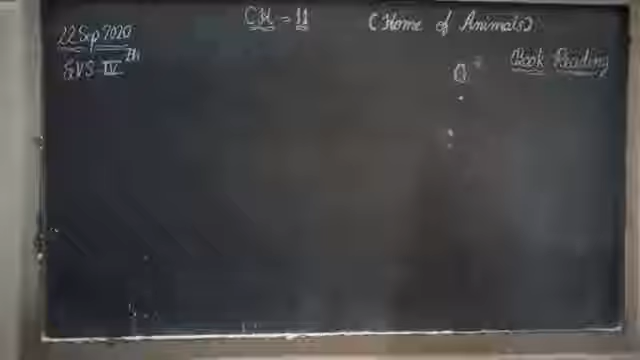 22 Sep 2020
CH - 11 (Home of Animals)
EVS - IV th
Book Reading